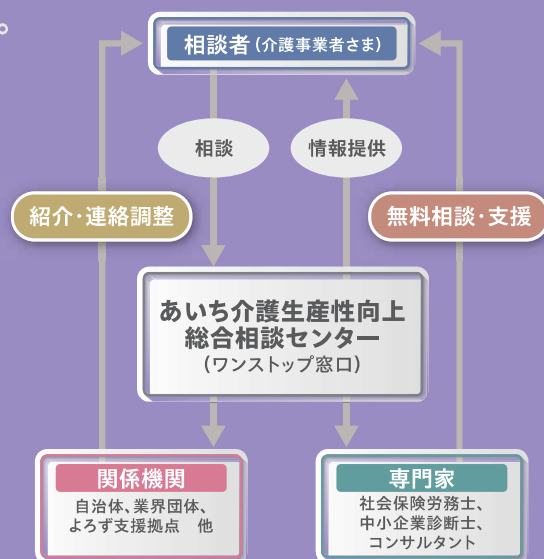 相談者(介護事業者さま)
相談
情報提供
紹介・連絡調整
無料相談・支援
あいち介護生産性向上
総合相談センター
(ワンストップ窓口)
関係機関
自治体、業界団体、
よろず支援拠点 他
専門家
社会保険労務士、
中小企業診断士、
コンサルタント